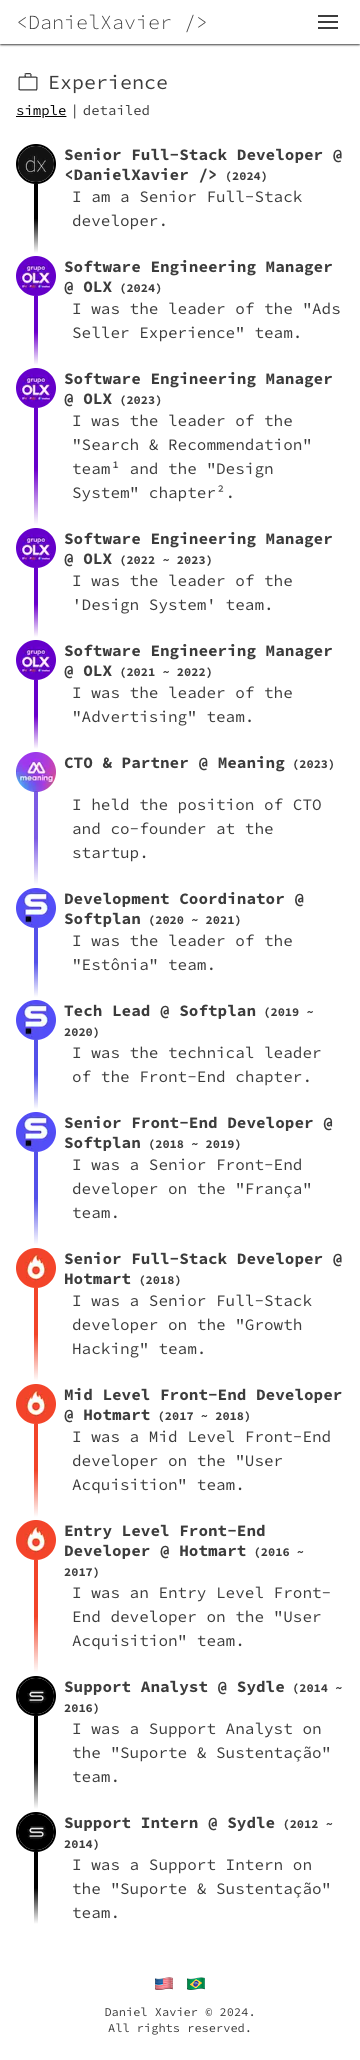 <DanielXavier />
Experience
simple | detailed
dx
Senior Full-Stack Developer @
<DanielXavier /> (2024)
I am a Senior Full-Stack
developer.
grupo
OLX
Software Engineering Manager
@ OLX (2024)
I was the leader of the "Ads
Seller Experience" team.
grupo
OLX
Software Engineering Manager
@ OLX (2023)
I was the leader of the
"Search & Recommendation"
team¹ and the "Design
System" chapter².
grupo
OLX
Software Engineering Manager
@ OLX (2022 ~ 2023)
I was the leader of the
'Design System' team.
grupo
OLX
Software Engineering Manager
@ OLX (2021 ~ 2022)
I was the leader of the
"Advertising" team.
meaning
CTO & Partner @ Meaning (2023)
I held the position of CTO
and co-founder at the
startup.
Development Coordinator @
Softplan (2020 ~ 2021)
I was the leader of the
"Estônia" team.
Tech Lead @ Softplan (2019 ~
2020)
I was the technical leader
of the Front-End chapter.
Senior Front-End Developer @
Softplan (2018 ~ 2019)
I was a Senior Front-End
developer on the "França"
team.
Senior Full-Stack Developer @
Hotmart (2018)
I was a Senior Full-Stack
developer on the "Growth
Hacking" team.
Mid Level Front-End Developer
@ Hotmart (2017 ~ 2018)
I was a Mid Level Front-End
developer on the "User
Acquisition" team.
Entry Level Front-End
Developer @ Hotmart (2016 ~
2017)
I was an Entry Level Front-
End developer on the "User
Acquisition" team.
Support Analyst @ Sydle (2014 ~
2016)
I was a Support Analyst on
the "Suporte & Sustentação"
team.
Support Intern @ Sydle (2012 ~
2014)
I was a Support Intern on
the "Suporte & Sustentação"
team.
Daniel Xavier © 2024.
All rights reserved.